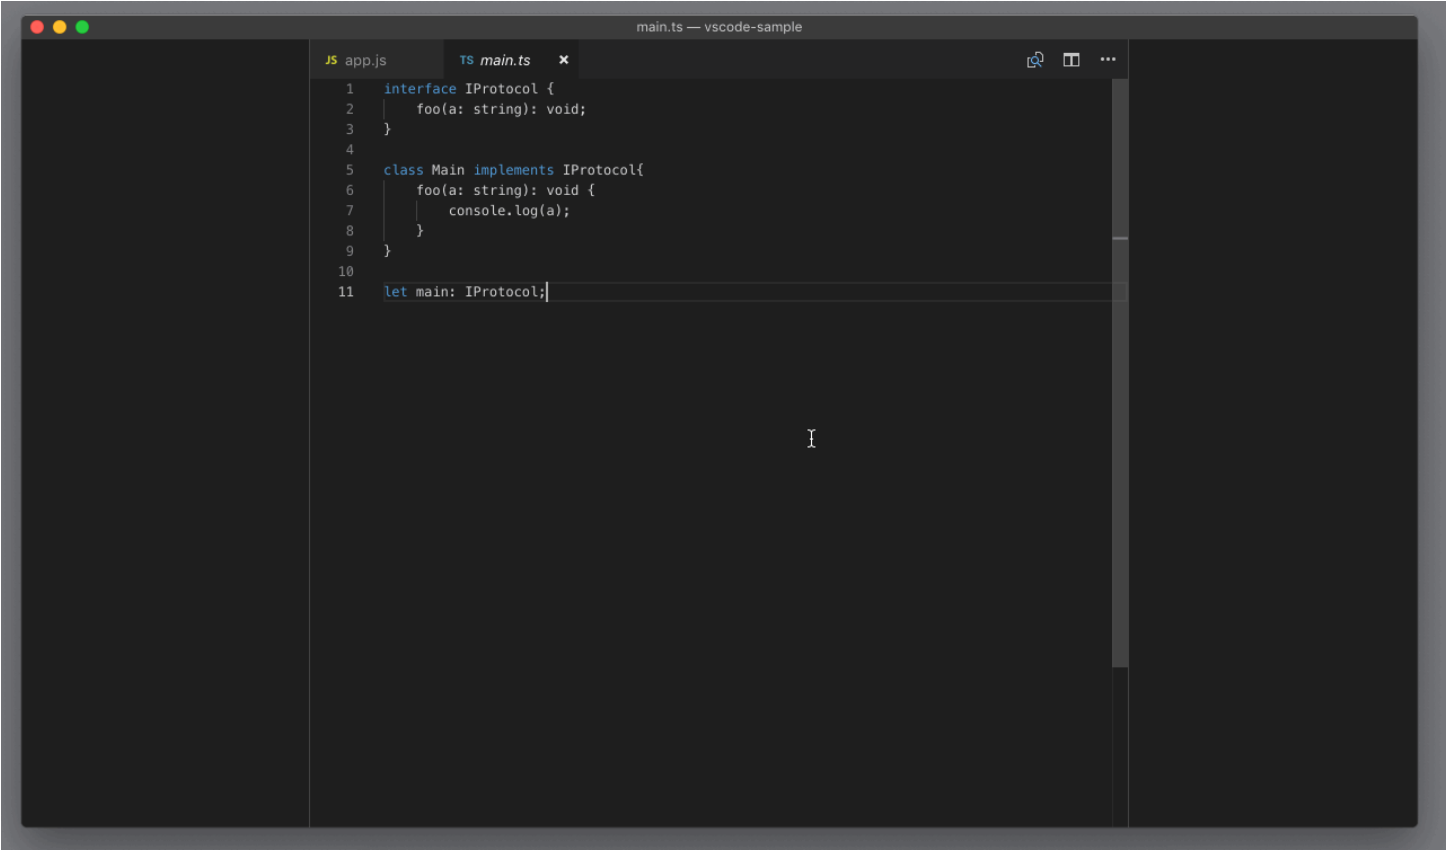 main.ts — vscode-sample
JS app.js TS main.ts
1 interface IProtocol {
2     foo(a: string): void;
3 }
4
5 class Main implements IProtocol{
6     foo(a: string): void {
7         console.log(a);
8     }
9 }
10
11 let main: IProtocol;